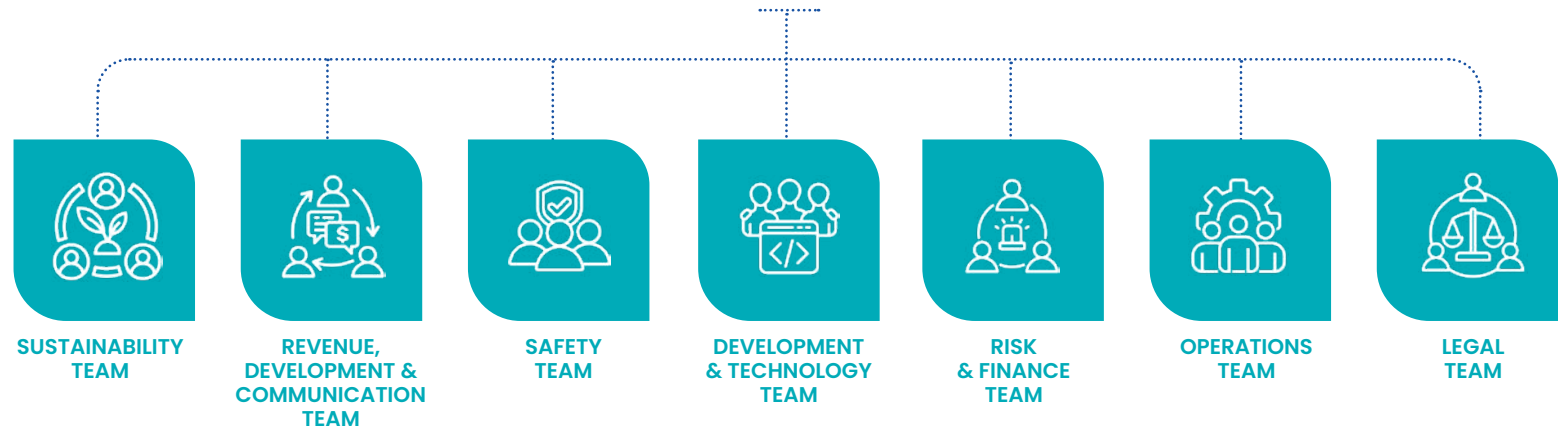 $
</>
SUSTAINABILITY
TEAM
REVENUE,
DEVELOPMENT &
COMMUNICATION
TEAM
SAFETY
TEAM
DEVELOPMENT
& TECHNOLOGY
TEAM
RISK
& FINANCE
TEAM
OPERATIONS
TEAM
LEGAL
TEAM